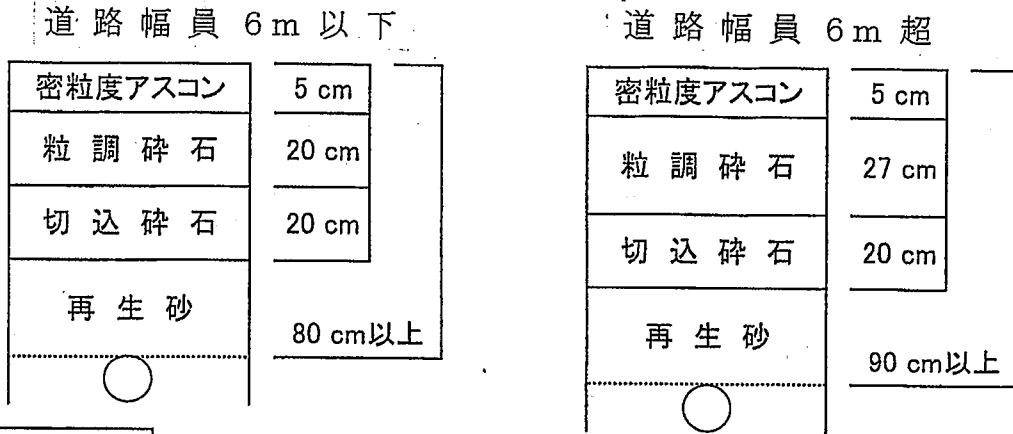 道路幅員 6m 以下
密粒度アスコン 5 cm
粒調砕石 20 cm
切込砕石 20 cm
再生砂
80 cm以上
道路幅員 6m 超
密粒度アスコン 5 cm
粒調砕石 27 cm
切込砕石 20 cm
再生砂
90 cm以上